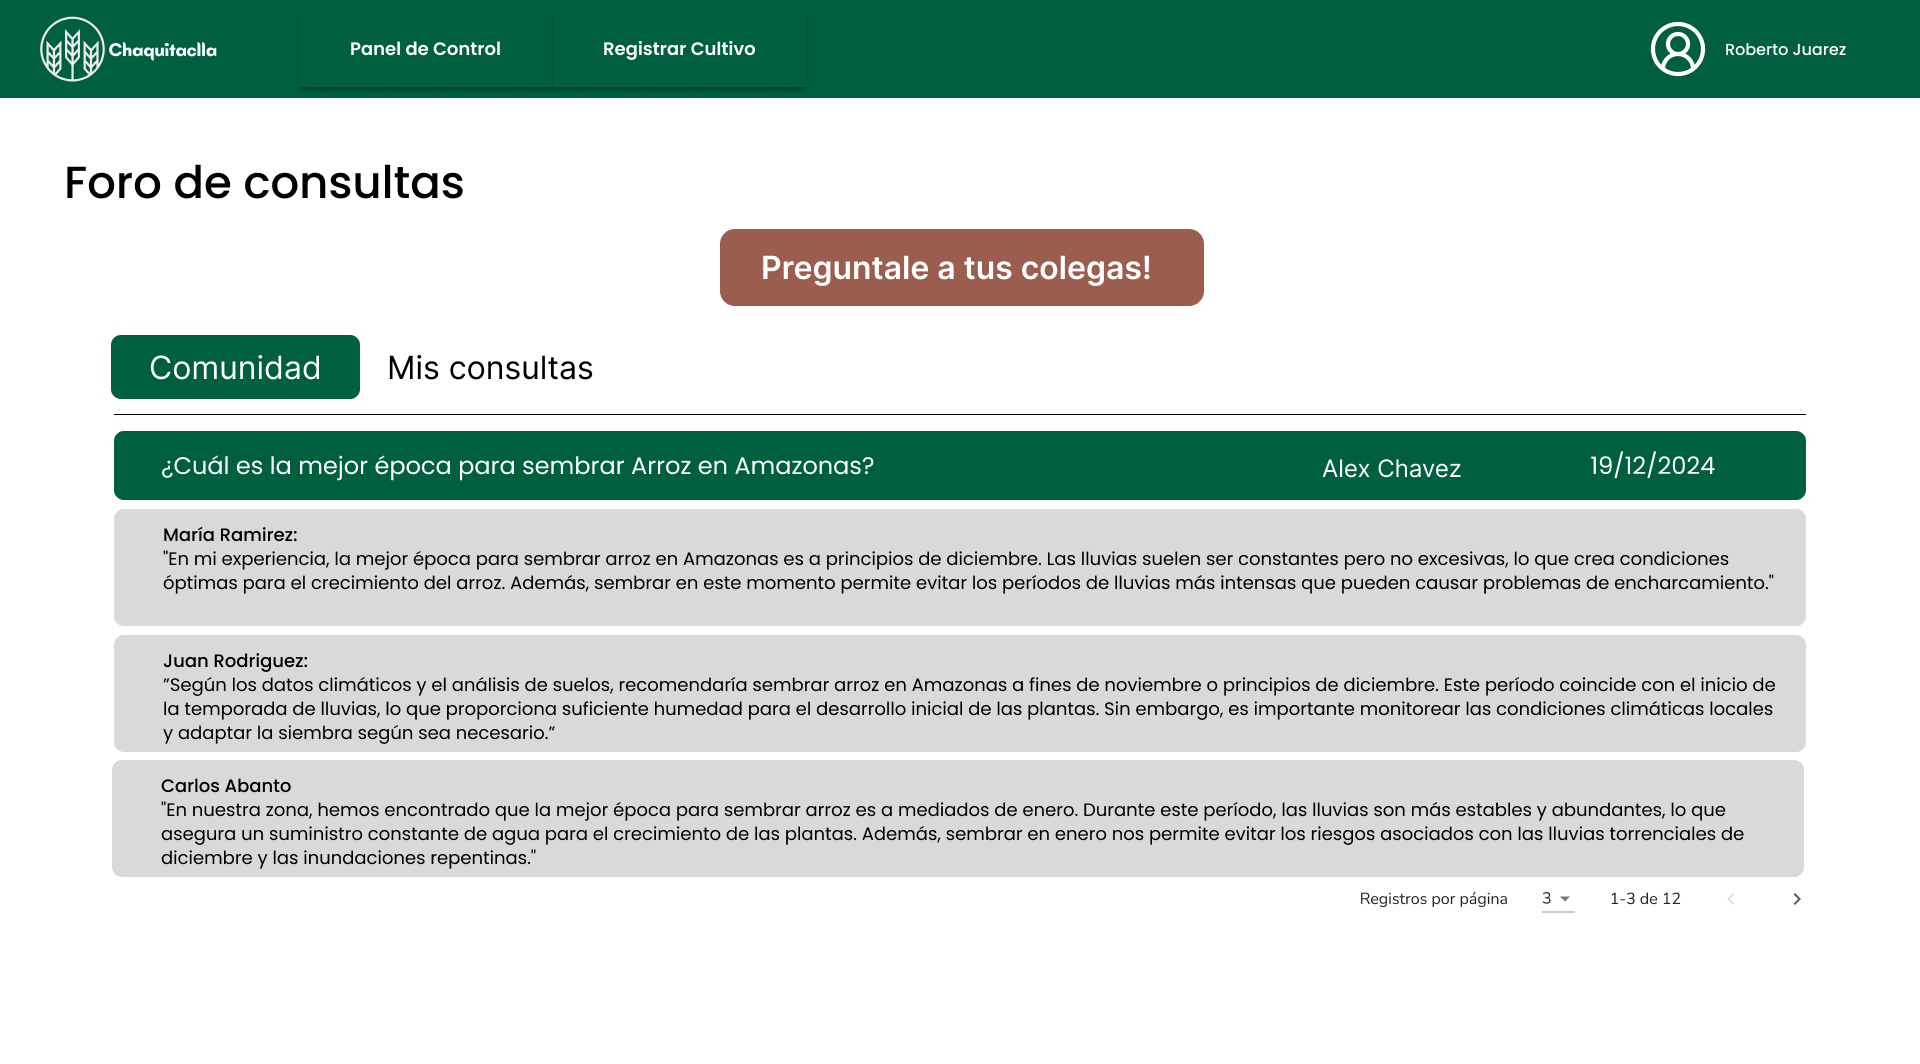 Chaquitaclla
Panel de Control
Registrar Cultivo
Roberto Juarez
Foro de consultas
Preguntale a tus colegas!
Comunidad
Mis consultas
¿Cuál es la mejor época para sembrar Arroz en Amazonas?
Alex Chavez
19/12/2024
María Ramirez:
"En mi experiencia, la mejor época para sembrar arroz en Amazonas es a principios de diciembre. Las lluvias suelen ser constantes pero no excesivas, lo que crea condiciones
óptimas para el crecimiento del arroz. Además, sembrar en este momento permite evitar los períodos de lluvias más intensas que pueden causar problemas de encharcamiento."
Juan Rodriguez:
”Según los datos climáticos y el análisis de suelos, recomendaría sembrar arroz en Amazonas a fines de noviembre o principios de diciembre. Este período coincide con el inicio de
la temporada de lluvias, lo que proporciona suficiente humedad para el desarrollo inicial de las plantas. Sin embargo, es importante monitorear las condiciones climáticas locales
y adaptar la siembra según sea necesario.”
Carlos Abanto
"En nuestra zona, hemos encontrado que la mejor época para sembrar arroz es a mediados de enero. Durante este período, las lluvias son más estables y abundantes, lo que
asegura un suministro constante de agua para el crecimiento de las plantas. Además, sembrar en enero nos permite evitar los riesgos asociados con las lluvias torrenciales de
diciembre y las inundaciones repentinas."
Registros por página
3
1-3 de 12